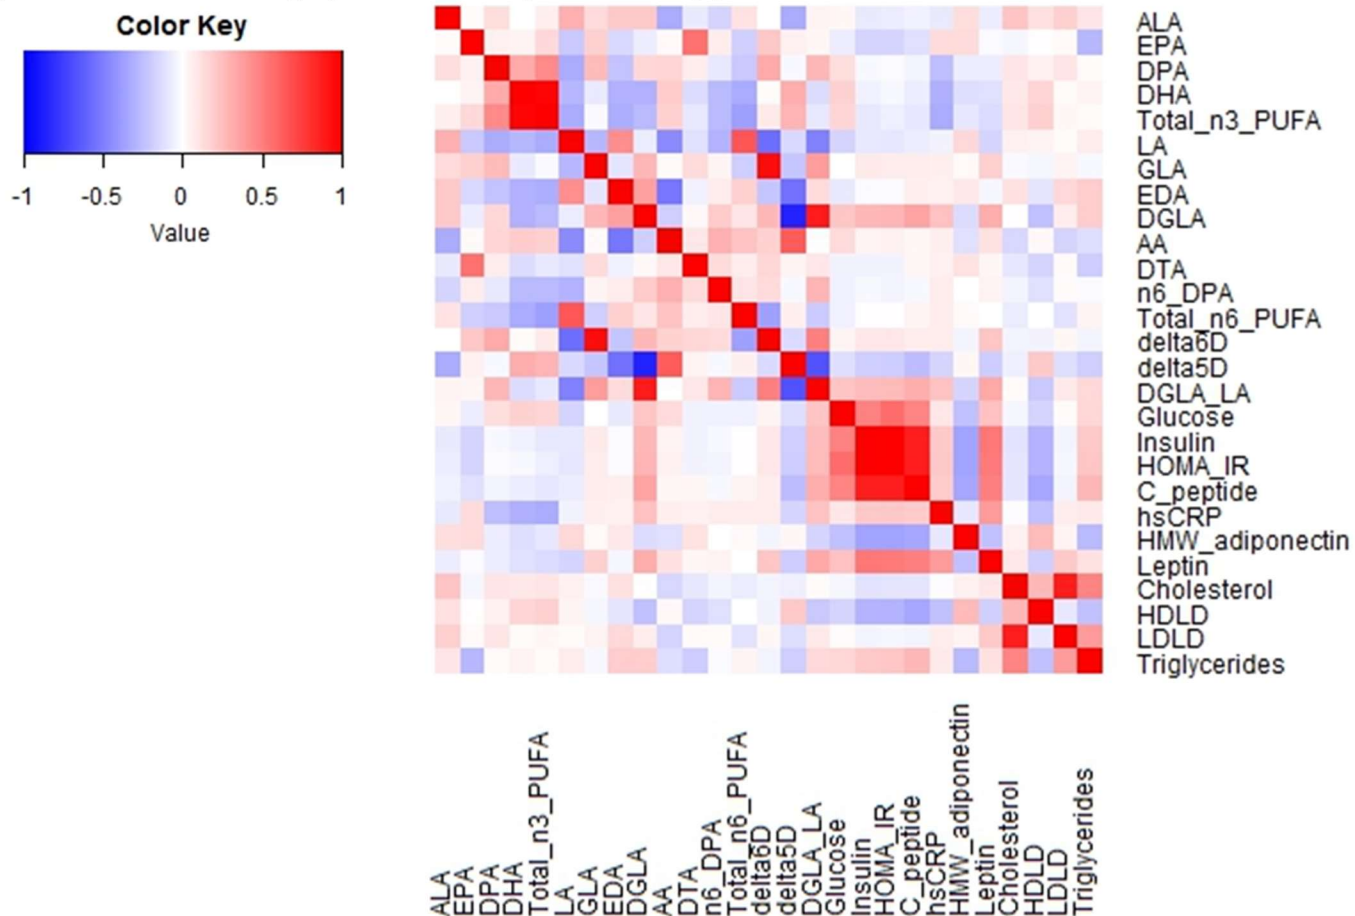 Color Key
-1 -0.5 0 0.5 1
Value
ALA
EPA
DPA
DHA
Total_n3_PUFA
LA
GLA
EDA
DGLA
AA
DTA
n6_DPA
Total_n6_PUFA
delta6D
delta5D
DGLA_LA
Glucose
Insulin
HOMA_IR
C_peptide
hsCRP
HMW_adiponectin
Leptin
Cholesterol
HDLD
LDLD
Triglycerides
ALA
EPA
DPA
DHA
Total_n3_PUFA
LA
GLA
EDA
DGLA
AA
DTA
n6_DPA
Total_n6_PUFA
delta6D
delta5D
DGLA_LA
Glucose
Insulin
HOMA_IR
C_peptide
hsCRP
HMW_adiponectin
Leptin
Cholesterol
HDLD
LDLD
Triglycerides